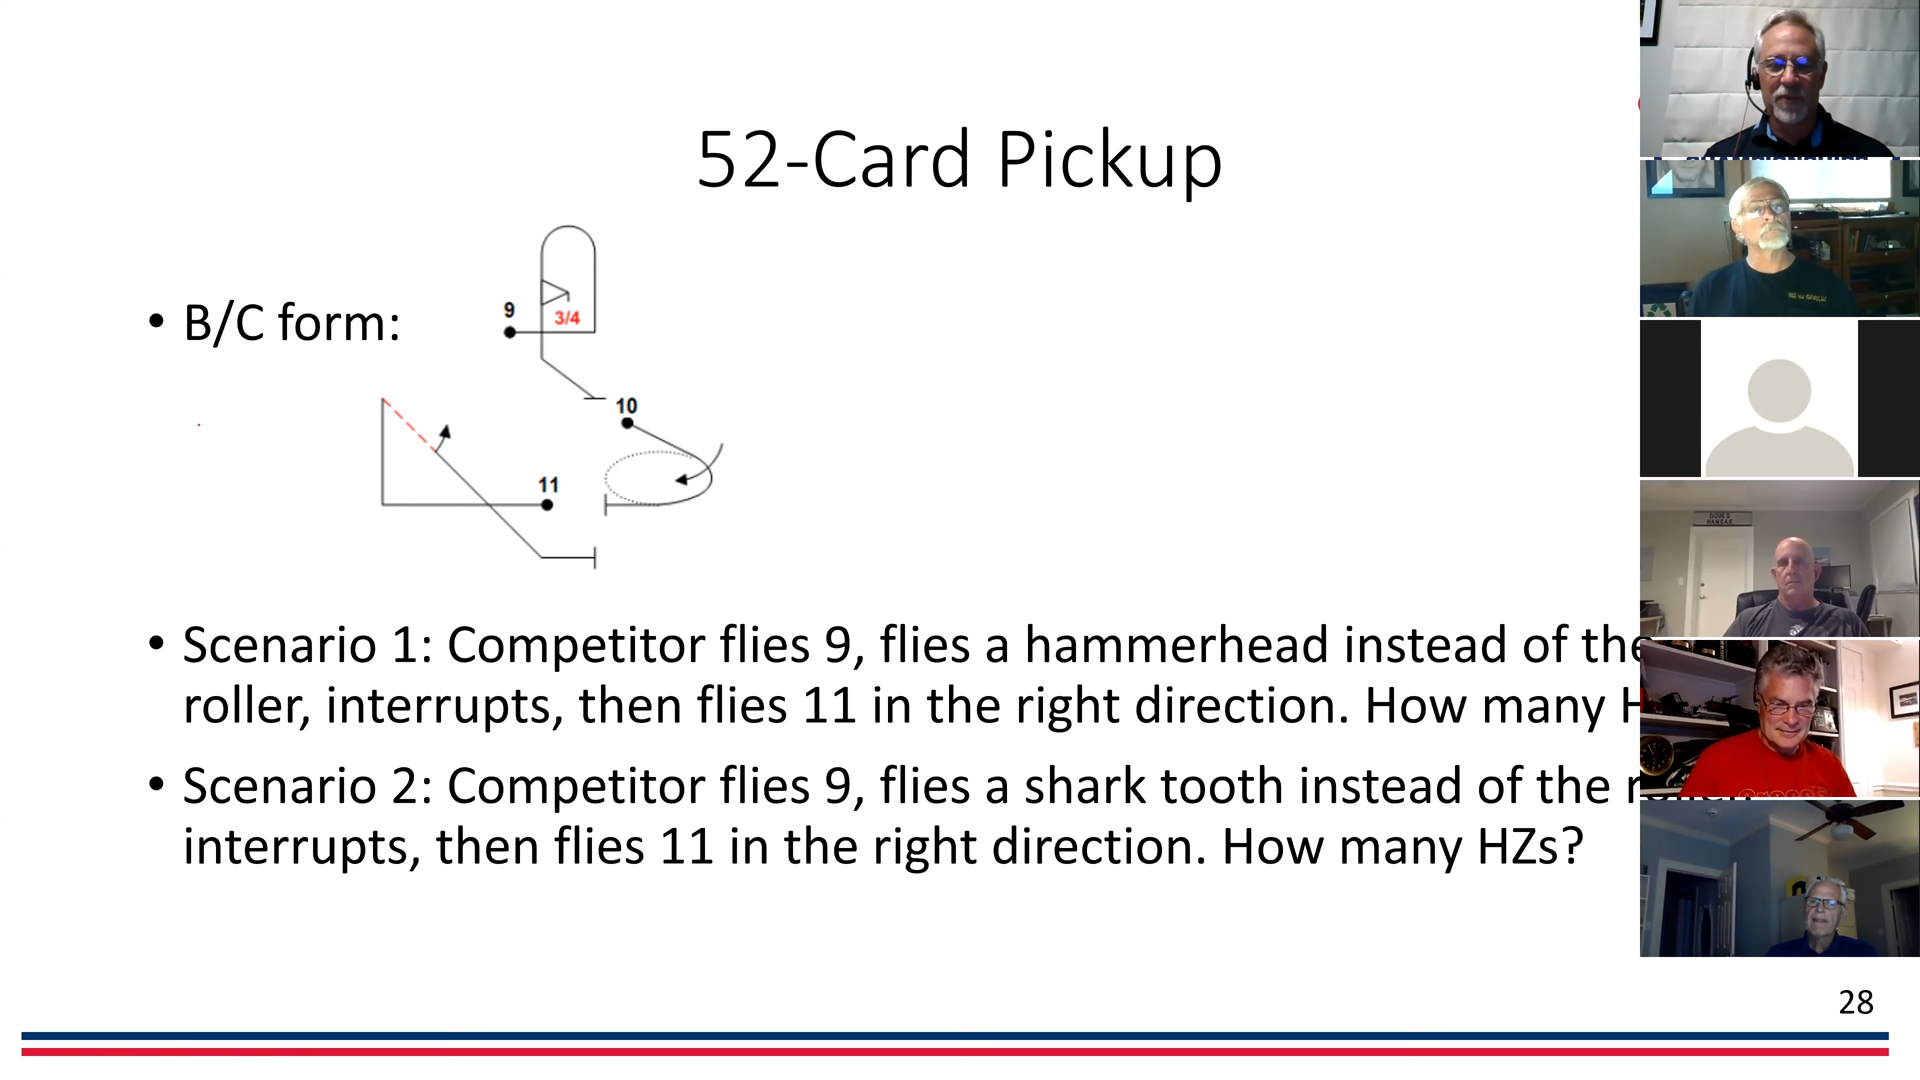 52-Card Pickup
• B/C form:
9
3/4
10
11
• Scenario 1: Competitor flies 9, flies a hammerhead instead of the
roller, interrupts, then flies 11 in the right direction. How many
• Scenario 2: Competitor flies 9, flies a shark tooth instead of the
interrupts, then flies 11 in the right direction. How many HZs?
DOUG'S
HANGAR
28